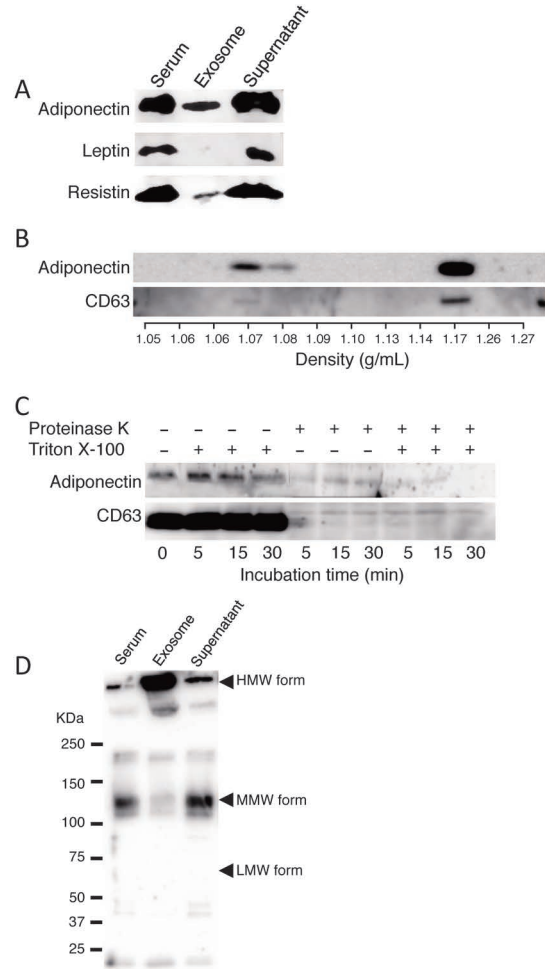 A
Serum Exosome Supernatant
Adiponectin
Leptin
Resistin
B
Adiponectin
CD63
1.05 1.06 1.06 1.07 1.08 1.09 1.10 1.13 1.14 1.17 1.26 1.27
Density (g/mL)
C
Proteinase K – – – – + + + + + +
Triton X-100 – + + + – – – + + +
Adiponectin
CD63
0 5 15 30 5 15 30 5 15 30
Incubation time (min)
D
Serum Exosome Supernatant
HMW form
KDa
250
150
MMW form
100
75
LMW form
50
37
25